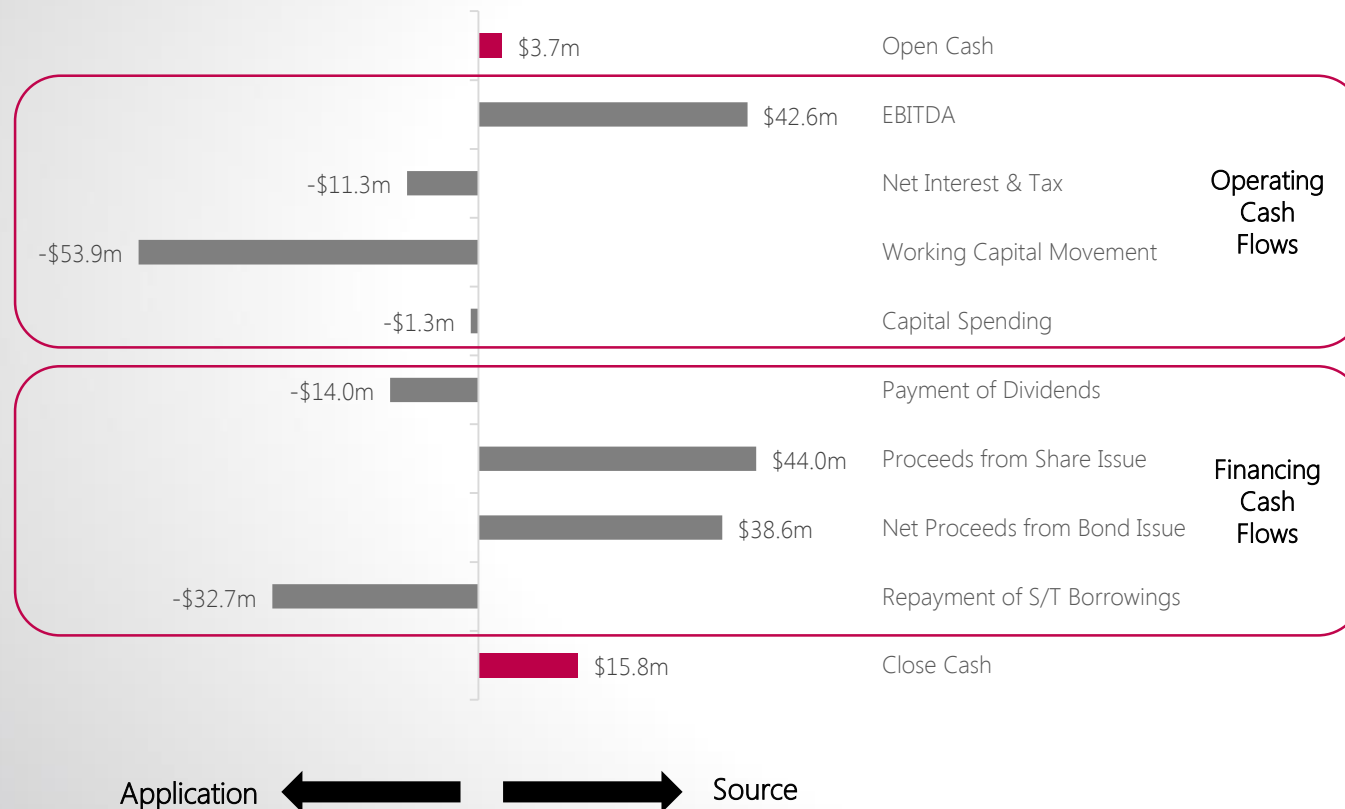 $3.7m Open Cash
$42.6m EBITDA
-$11.3m Net Interest & Tax
-$53.9m Working Capital Movement
-$1.3m Capital Spending
Operating
Cash
Flows
-$14.0m Payment of Dividends
$44.0m Proceeds from Share Issue
$38.6m Net Proceeds from Bond Issue
-$32.7m Repayment of S/T Borrowings
Financing
Cash
Flows
$15.8m Close Cash
Application Source